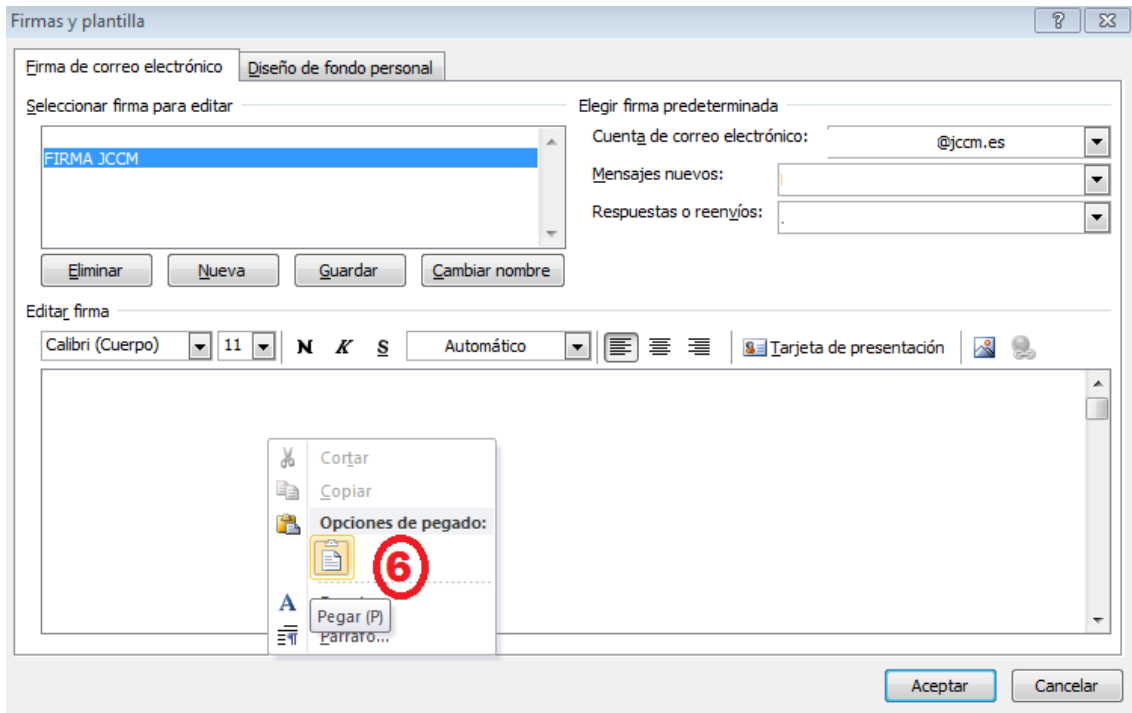 Firmas y plantilla
Firma de correo electrónico Diseño de fondo personal
Seleccionar firma para editar
FIRMA JCCM
Eliminar Nueva Guardar Cambiar nombre
Elegir firma predeterminada
Cuenta de correo electrónico: @jccm.es
Mensajes nuevos:
Respuestas o reenvíos: .
Editar firma
Calibri (Cuerpo) 11 N K S Automático Tarjeta de presentación
Cortar
Copiar
Opciones de pegado:
6
A
Pegar (P)
Párrafo...
Aceptar Cancelar